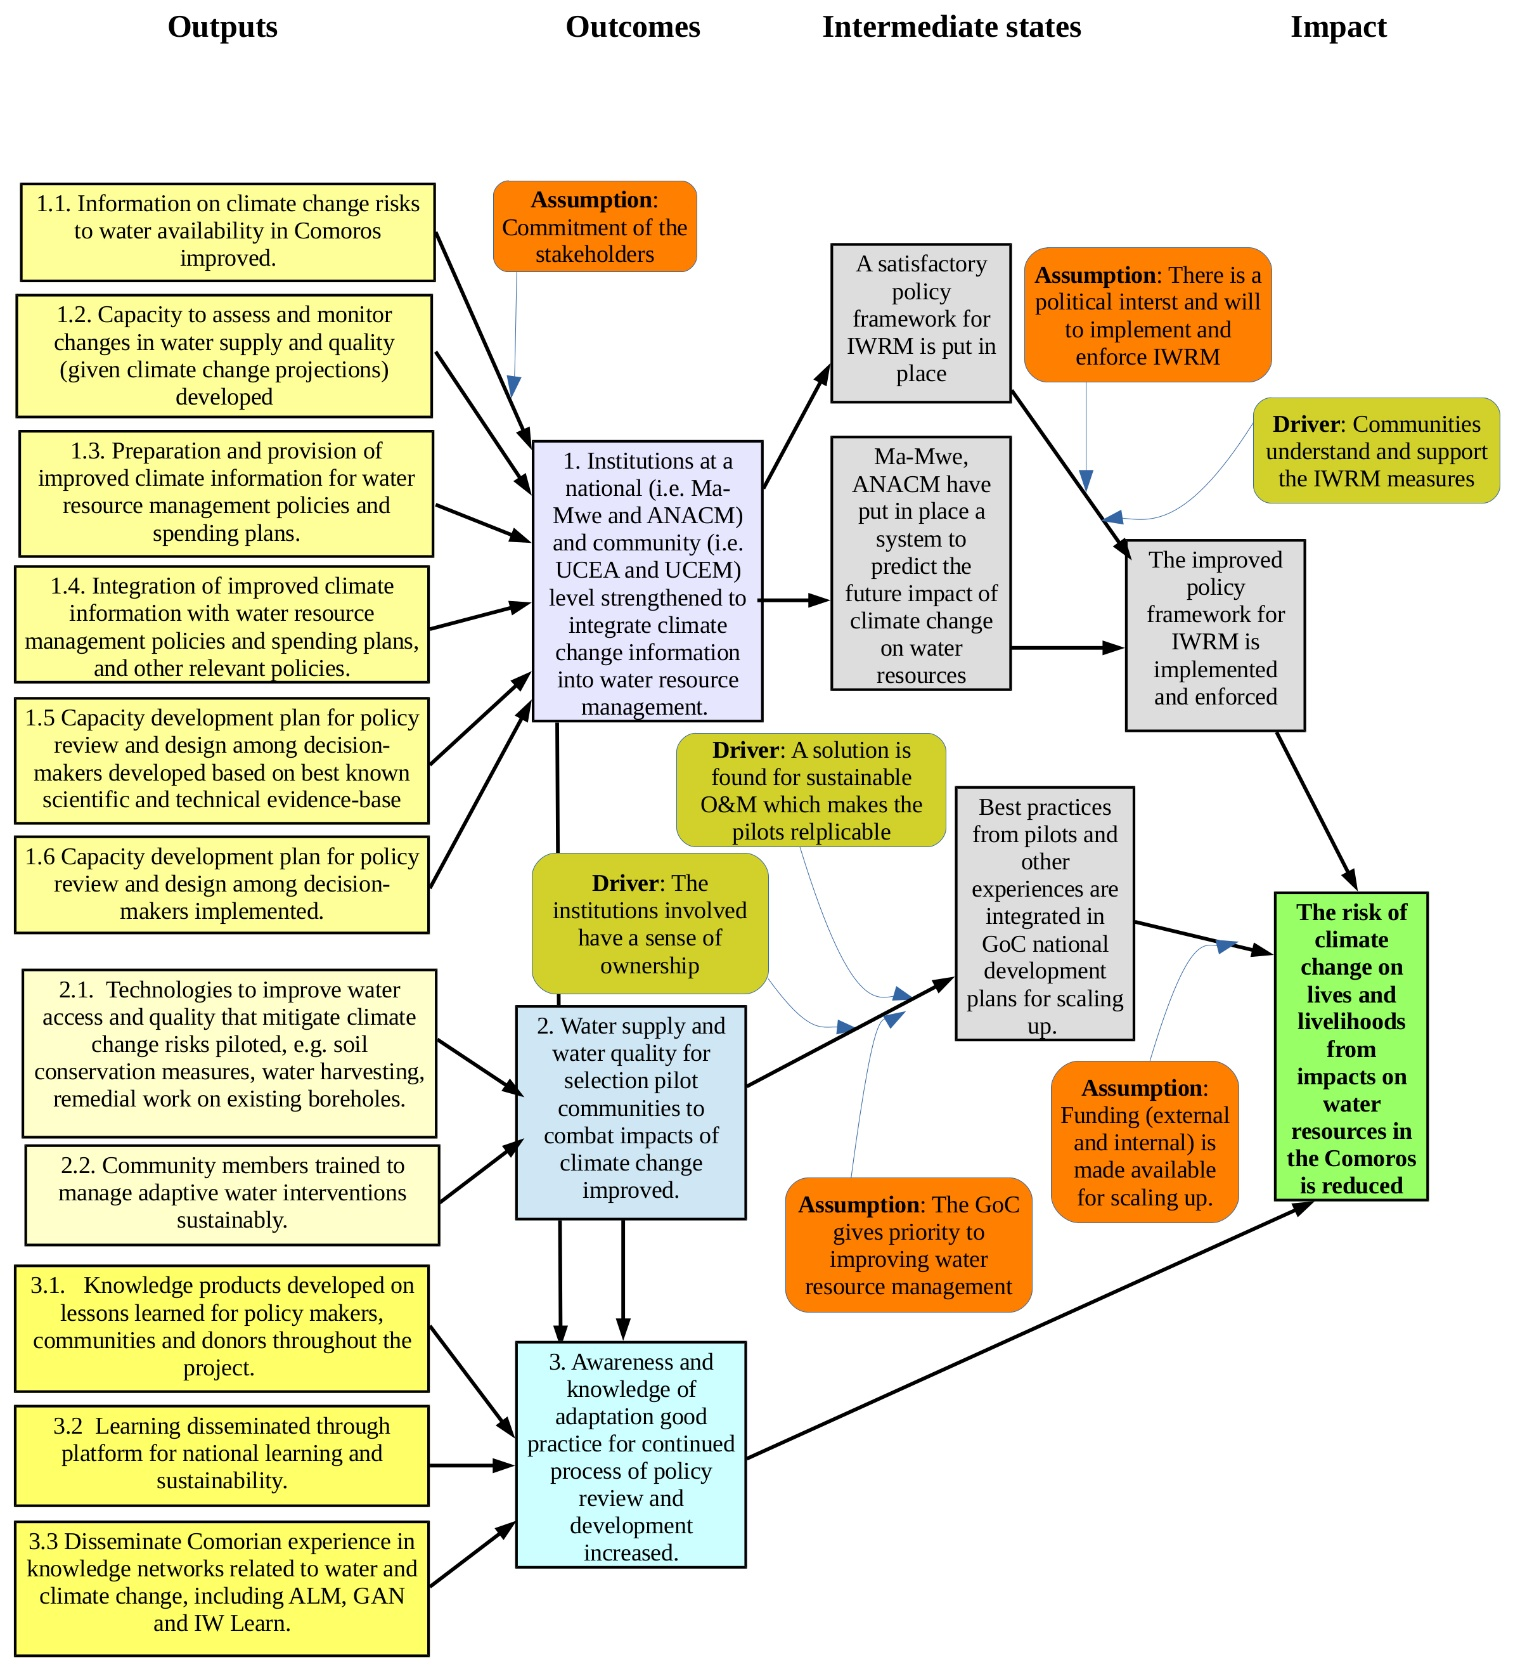 Outputs
Outcomes
Intermediate states
Impact
1.1. Information on climate change risks
to water availability in Comoros
improved.
1.2. Capacity to assess and monitor
changes in water supply and quality
(given climate change projections)
developed
1.3. Preparation and provision of
improved climate information for water
resource management policies and
spending plans.
1.4. Integration of improved climate
information with water resource
management policies and spending plans,
and other relevant policies.
1.5 Capacity development plan for policy
review and design among decision-
makers developed based on best known
scientific and technical evidence-base
1.6 Capacity development plan for policy
review and design among decision-
makers implemented.
2.1. Technologies to improve water
access and quality that mitigate climate
change risks piloted, e.g. soil
conservation measures, water harvesting,
remedial work on existing boreholes.
2.2. Community members trained to
manage adaptive water interventions
sustainably.
3.1. Knowledge products developed on
lessons learned for policy makers,
communities and donors throughout the
project.
3.2 Learning disseminated through
platform for national learning and
sustainability.
3.3 Disseminate Comorian experience in
knowledge networks related to water and
climate change, including ALM, GAN
and IW Learn.
Assumption:
Commitment of the
stakeholders
1. Institutions at a
national (i.e. Ma-
Mwe and ANACM)
and community (i.e.
UCEA and UCEM)
level strengthened to
integrate climate
change information
into water resource
management.
Driver: The
institutions involved
have a sense of
ownership
2. Water supply and
water quality for
selection pilot
communities to
combat impacts of
climate change
improved.
3. Awareness and
knowledge of
adaptation good
practice for continued
process of policy
review and
development
increased.
A satisfactory
policy
framework for
IWRM is put in
place
Ma-Mwe,
ANACM have
put in place a
system to
predict the
future impact of
climate change
on water
resources
Driver: A solution is
found for sustainable
O&M which makes the
pilots relplicable
Best practices
from pilots and
other
experiences are
integrated in
GoC national
development
plans for scaling
up.
Assumption: The GoC
gives priority to
improving water
resource management
Assumption: There is a
political interst and will
to implement and
enforce IWRM
Driver: Communities
understand and support
the IWRM measures
The improved
policy
framework for
IWRM is
implemented
and enforced
Assumption:
Funding (external
and internal) is
made available
for scaling up.
The risk of
climate
change on
lives and
livelihoods
from
impacts on
water
resources in
the Comoros
is reduced